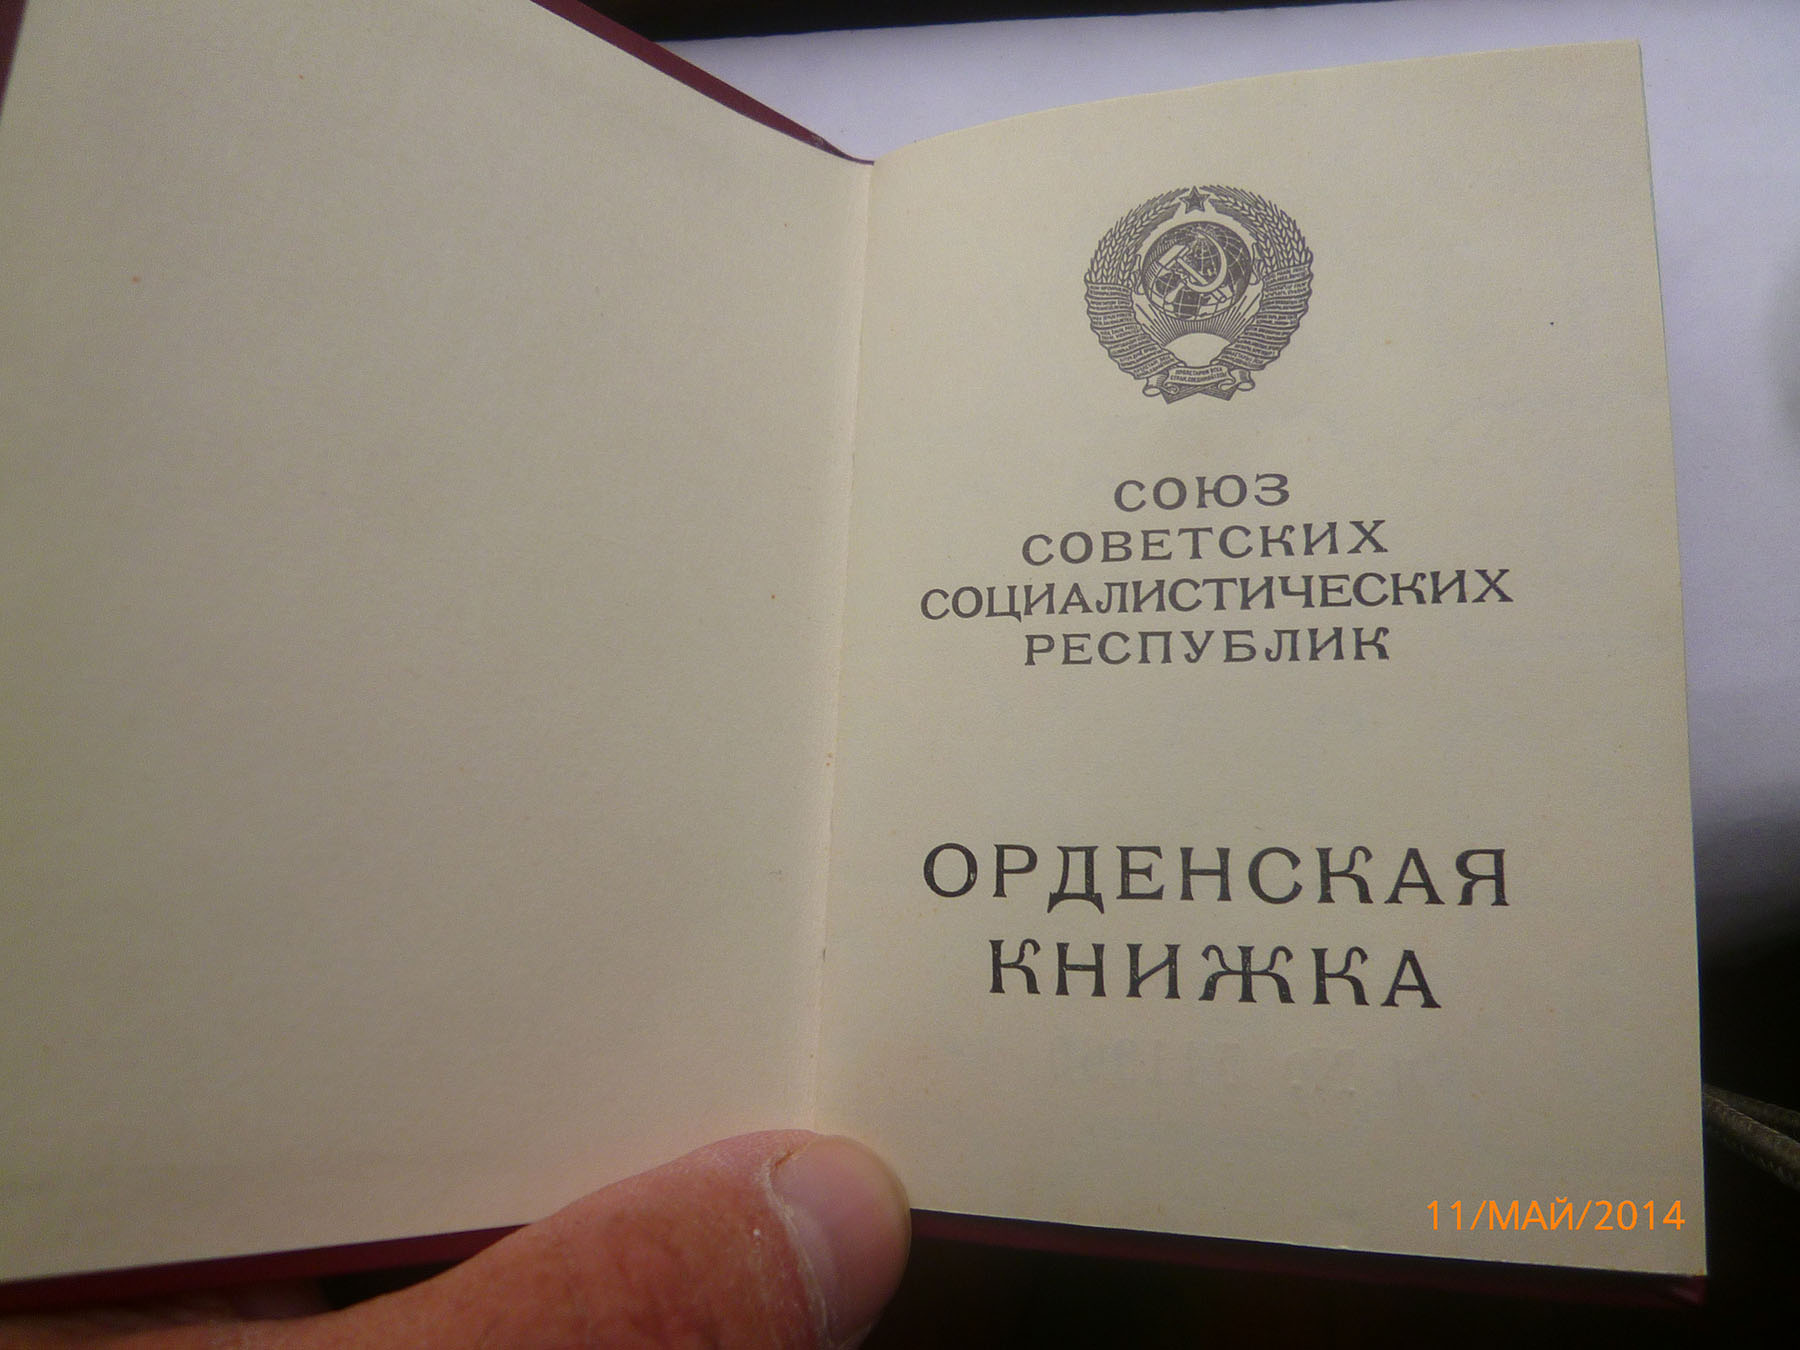 СОЮЗ
СОВЕТСКИХ
СОЦИАЛИСТИЧЕСКИХ
РЕСПУБЛИК
ОРДЕНСКАЯ
КНИЖКА
11/МАЙ/2014